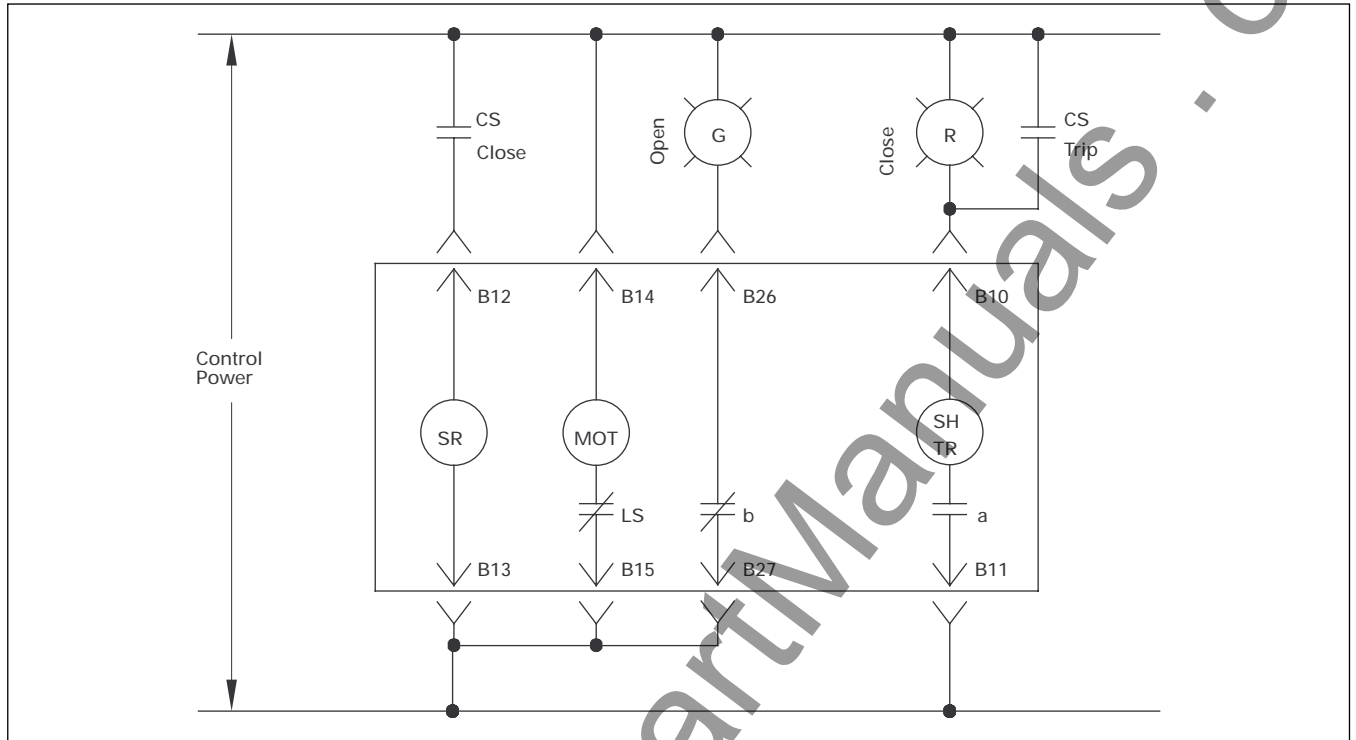 CS
Close
Open
G
Close
R
CS
Trip
B12
B14
B26
B10
Control
Power
SR
MOT
SH
TR
LS
b
a
B13
B15
B27
B11
artManuals . c